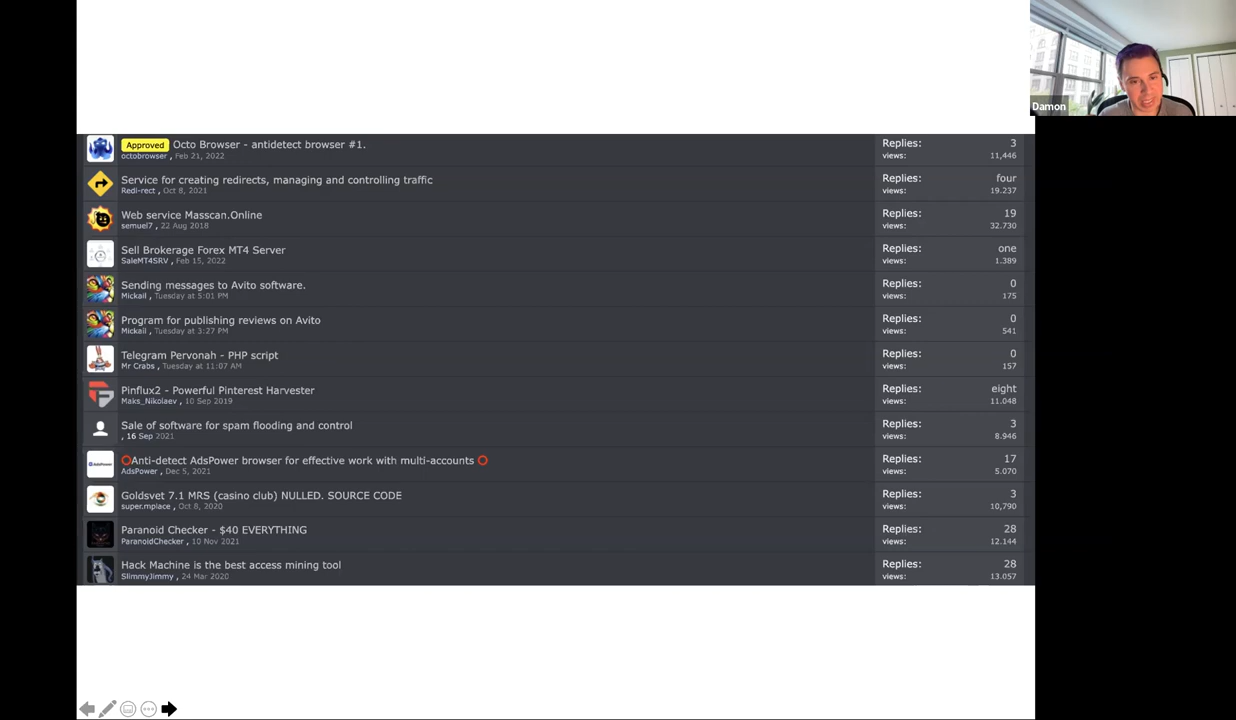 Damon
Approved Octo Browser - antidetect browser #1.
octobrowser , Feb 21, 2022
Replies: 3
views: 11,446
Service for creating redirects, managing and controlling traffic
Redi-rect , Oct 8, 2021
Replies: four
views: 19.237
Web service Masscan.Online
semuel7 , 22 Aug 2018
Replies: 19
views: 32.730
Sell Brokerage Forex MT4 Server
SaleMT4SRV , Feb 15, 2022
Replies: one
views: 1.389
Sending messages to Avito software.
Mickail , Tuesday at 5:01 PM
Replies: 0
views: 175
Program for publishing reviews on Avito
Mickail , Tuesday at 3:27 PM
Replies: 0
views: 541
Telegram Pervonah - PHP script
Mr Crabs , Tuesday at 11:07 AM
Replies: 0
views: 157
Pinflux2 - Powerful Pinterest Harvester
Maks_Nikolaev , 10 Sep 2019
Replies: eight
views: 11.048
Sale of software for spam flooding and control
, 16 Sep 2021
Replies: 3
views: 8.946
⭕Anti-detect AdsPower browser for effective work with multi-accounts ⭕
AdsPower , Dec 5, 2021
Replies: 17
views: 5.070
AdsPower
Goldsvet 7.1 MRS (casino club) NULLED. SOURCE CODE
super.mplace , Oct 8, 2020
Replies: 3
views: 10,790
Paranoid Checker - $40 EVERYTHING
ParanoidChecker , 10 Nov 2021
Replies: 28
views: 12.144
Hack Machine is the best access mining tool
SlimmyJimmy , 24 Mar 2020
Replies: 28
views: 13.057